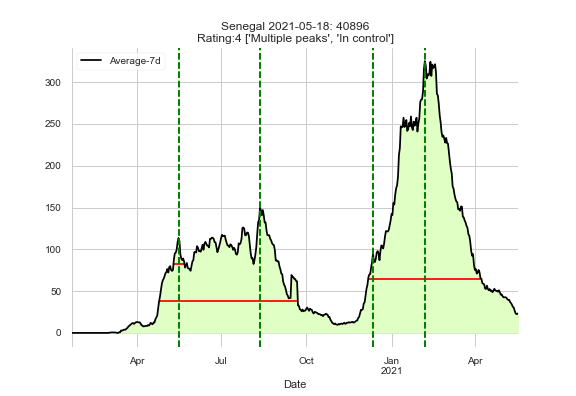 Senegal 2021-05-18: 40896
Rating:4 ['Multiple peaks', 'In control']
Average-7d
300
250
200
150
100
50
0
Apr
Jul
Oct
Jan
2021
Apr
Date